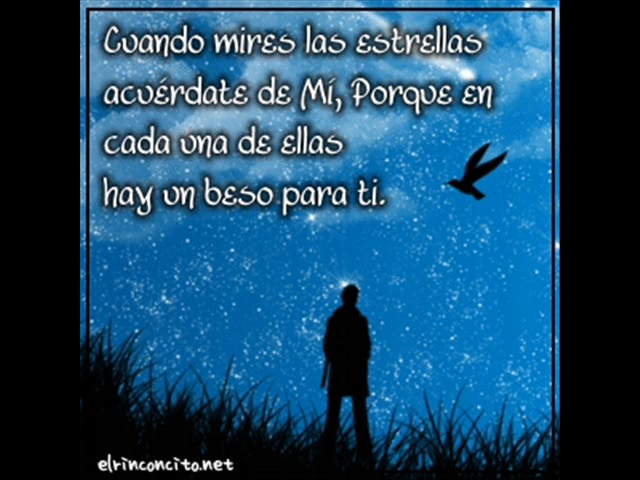 Cuando mires las estrellas
acuérdate de Mí, Porque en
cada una de ellas
hay un beso para ti.
elrinconcito.net